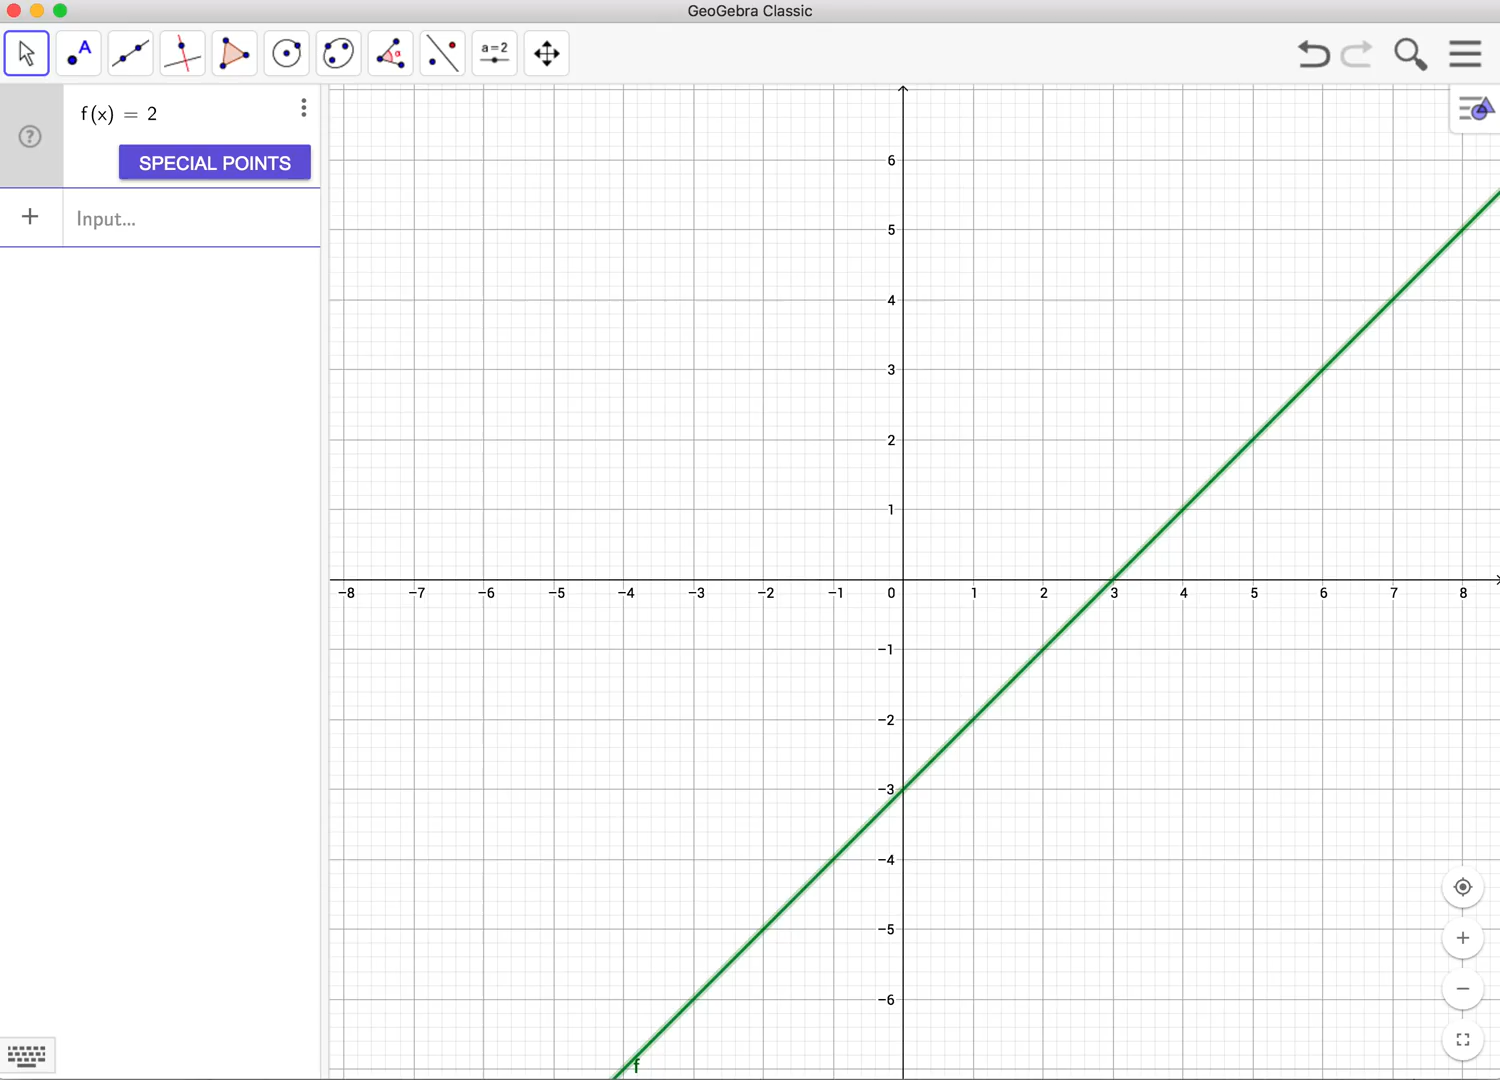 GeoGebra Classic
A
α
a=2
f(x) = 2
SPECIAL POINTS
Input...
6
5
4
3
2
1
−8 −7 −6 −5 −4 −3 −2 −1 0 1 2 3 4 5 6 7 8
−1
−2
−3
−4
−5
−6
f